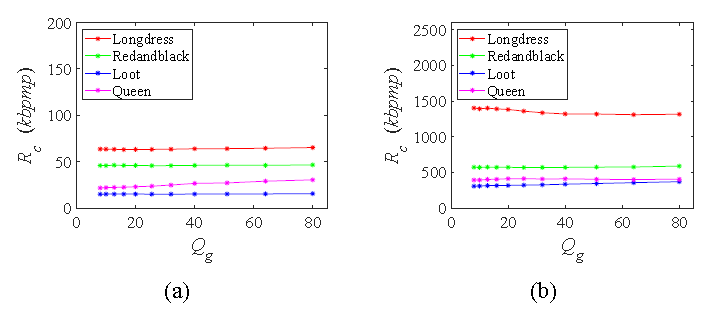 200
150
100
50
0
R_c (kbpmp)
Longdress
Redandblack
Loot
Queen
0 20 40 60 80
Q_g
(a)
2500
2000
1500
1000
500
0
R_c (kbpmp)
Longdress
Redandblack
Loot
Queen
0 20 40 60 80
Q_g
(b)